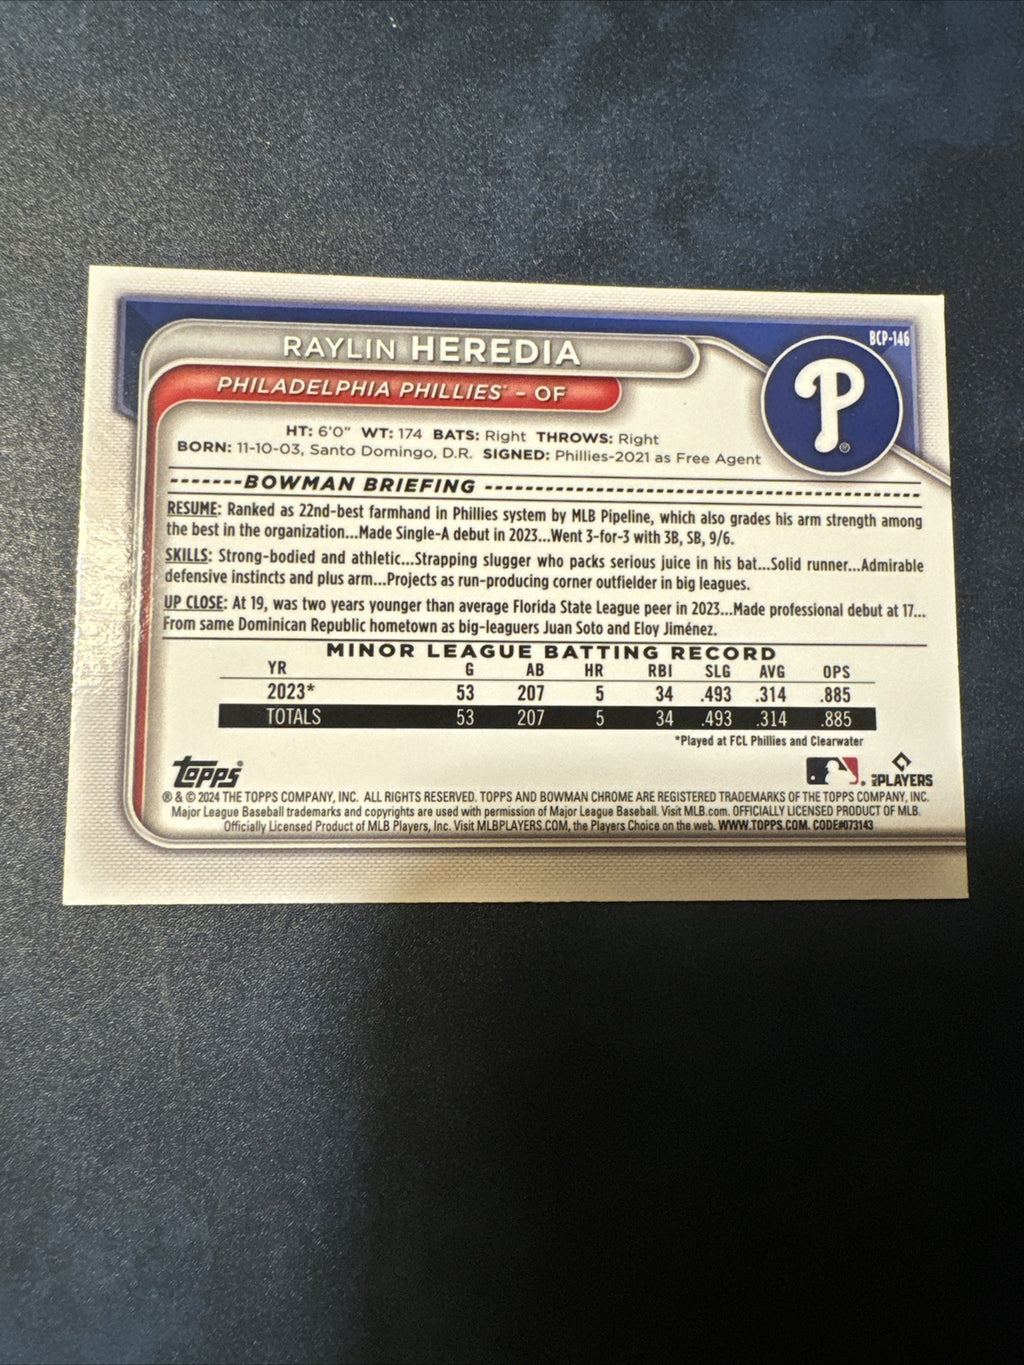 BCP-146
RAYLIN HEREDIA
PHILADELPHIA PHILLIES™ - OF
P®
HT: 6'0" WT: 174 BATS: Right THROWS: Right
BORN: 11-10-03, Santo Domingo, D.R. SIGNED: Phillies-2021 as Free Agent
BOWMAN BRIEFING
RESUME: Ranked as 22nd-best farmhand in Phillies system by MLB Pipeline, which also grades his arm strength among
the best in the organization...Made Single-A debut in 2023...Went 3-for-3 with 3B, SB, 9/6.
SKILLS: Strong-bodied and athletic...Strapping slugger who packs serious juice in his bat...Solid runner...Admirable
defensive instincts and plus arm...Projects as run-producing corner outfielder in big leagues.
UP CLOSE: At 19, was two years younger than average Florida State League peer in 2023...Made professional debut at 17...
From same Dominican Republic hometown as big-leaguers Juan Soto and Eloy Jiménez.
MINOR LEAGUE BATTING RECORD
YR G AB HR RBI SLG AVG OPS
2023* 53 207 5 34 .493 .314 .885
TOTALS 53 207 5 34 .493 .314 .885
*Played at FCL Phillies and Clearwater
TOPPS® MLB PLAYERS
® & © 2024 THE TOPPS COMPANY, INC. ALL RIGHTS RESERVED. TOPPS AND BOWMAN CHROME ARE REGISTERED TRADEMARKS OF THE TOPPS COMPANY, INC.
Major League Baseball trademarks and copyrights are used with permission of Major League Baseball. Visit MLB.com. OFFICIALLY LICENSED PRODUCT OF MLB
Officially Licensed Product of MLB Players, Inc. Visit MLBPLAYERS.COM, the Players Choice on the web. WWW.TOPPS.COM. CODE#073143